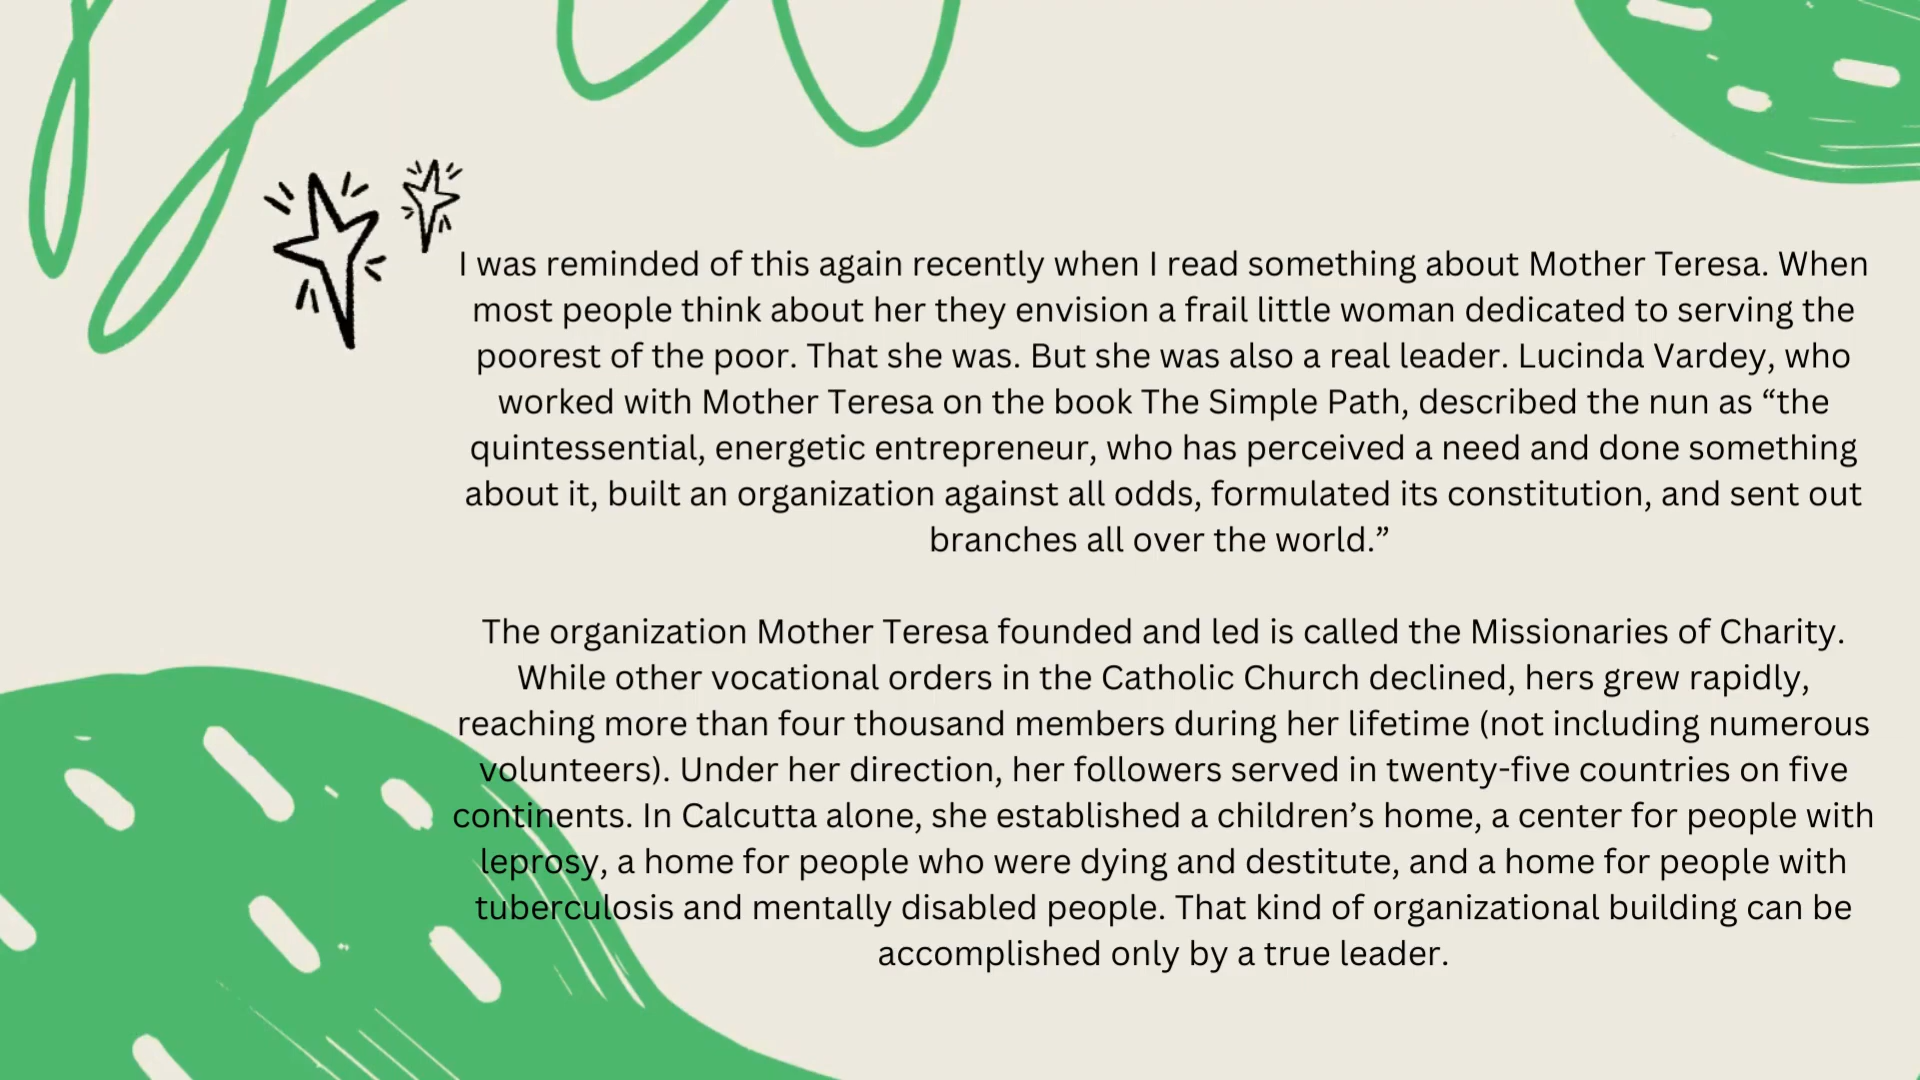 I was reminded of this again recently when I read something about Mother Teresa. When
most people think about her they envision a frail little woman dedicated to serving the
poorest of the poor. That she was. But she was also a real leader. Lucinda Vardey, who
worked with Mother Teresa on the book The Simple Path, described the nun as “the
quintessential, energetic entrepreneur, who has perceived a need and done something
about it, built an organization against all odds, formulated its constitution, and sent out
branches all over the world.”
The organization Mother Teresa founded and led is called the Missionaries of Charity.
While other vocational orders in the Catholic Church declined, hers grew rapidly,
reaching more than four thousand members during her lifetime (not including numerous
volunteers). Under her direction, her followers served in twenty-five countries on five
continents. In Calcutta alone, she established a children’s home, a center for people with
leprosy, a home for people who were dying and destitute, and a home for people with
tuberculosis and mentally disabled people. That kind of organizational building can be
accomplished only by a true leader.